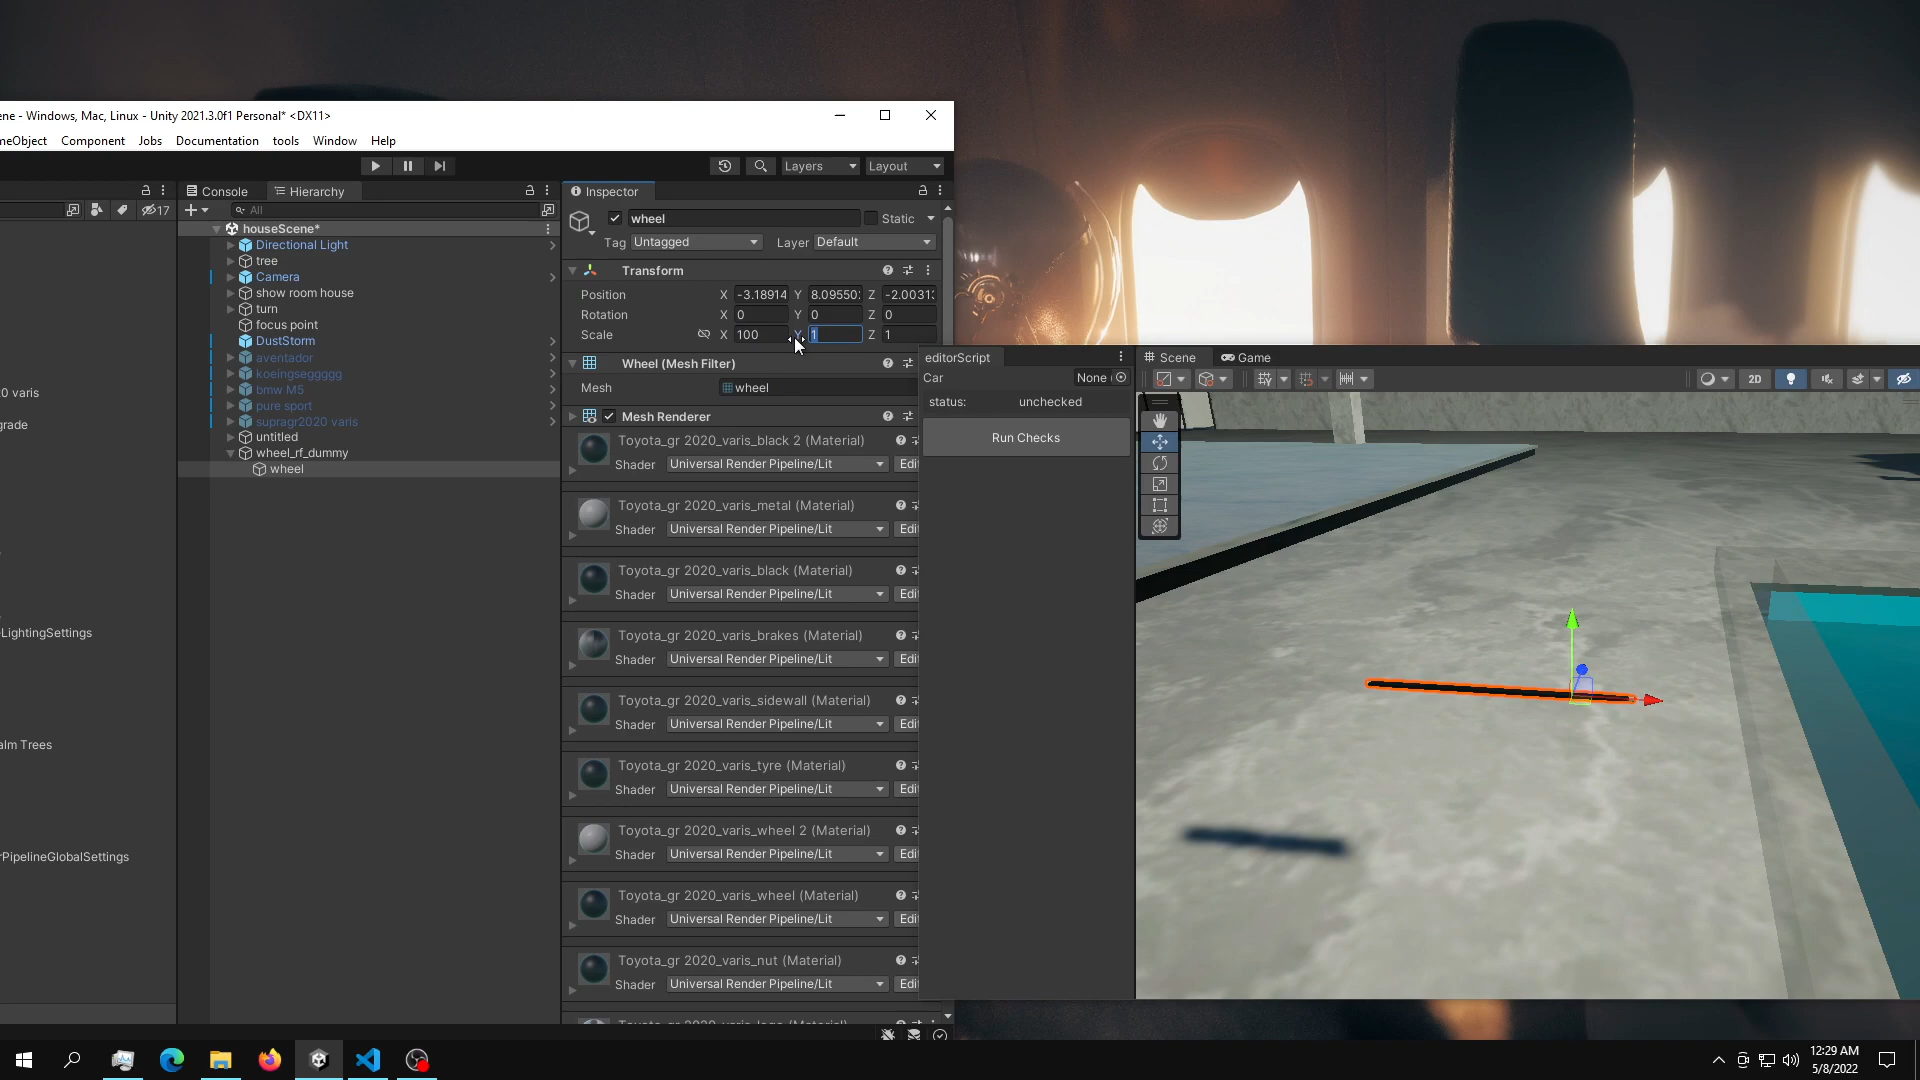 ene - Windows, Mac, Linux - Unity 2021.3.0f1 Personal* <DX11>
neObject Component Jobs Documentation tools Window Help
Layers Layout
Console Hierarchy Inspector
17 All
wheel Static
Tag Untagged Layer Default
houseScene*
Directional Light
tree
Camera
show room house
turn
focus point
DustStorm
aventador
koeingseggggg
bmw M5
pure sport
supragr2020 varis
untitled
wheel_rf_dummy
wheel
0 varis
grade
LightingSettings
alm Trees
rPipelineGlobalSettings
Transform
Position X -3.18914 Y 8.09550 Z -2.0031
Rotation X 0 Y 0 Z 0
Scale X 100 Y 1 Z 1
Wheel (Mesh Filter)
Mesh wheel
Mesh Renderer
Toyota_gr 2020_varis_black 2 (Material)
Shader Universal Render Pipeline/Lit Edi
Toyota_gr 2020_varis_metal (Material)
Shader Universal Render Pipeline/Lit Edi
Toyota_gr 2020_varis_black (Material)
Shader Universal Render Pipeline/Lit Edi
Toyota_gr 2020_varis_brakes (Material)
Shader Universal Render Pipeline/Lit Edi
Toyota_gr 2020_varis_sidewall (Material)
Shader Universal Render Pipeline/Lit Edi
Toyota_gr 2020_varis_tyre (Material)
Shader Universal Render Pipeline/Lit Edi
Toyota_gr 2020_varis_wheel 2 (Material)
Shader Universal Render Pipeline/Lit Edi
Toyota_gr 2020_varis_wheel (Material)
Shader Universal Render Pipeline/Lit Edi
Toyota_gr 2020_varis_nut (Material)
Shader Universal Render Pipeline/Lit Edi
editorScript
Car None
status: unchecked
Run Checks
Scene Game
2D
12:29 AM
5/8/2022